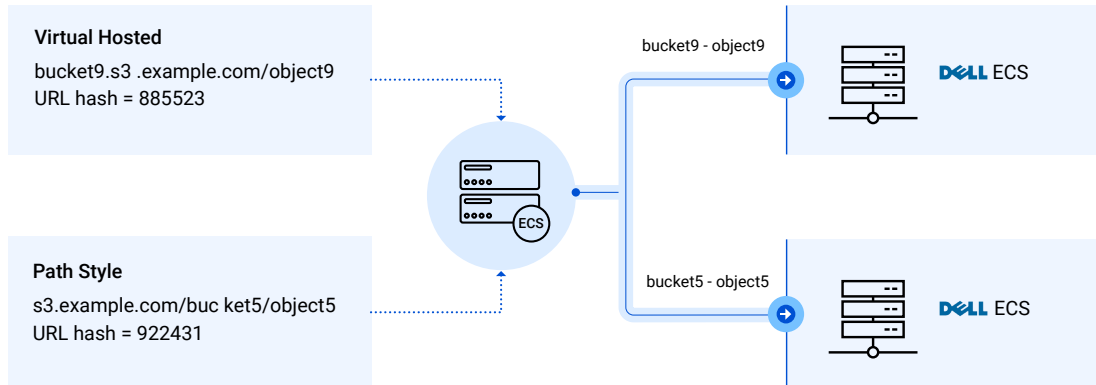 Virtual Hosted
bucket9.s3 .example.com/object9
URL hash = 885523
bucket9 - object9
DELL ECS
ECS
Path Style
s3.example.com/buc ket5/object5
URL hash = 922431
bucket5 - object5
DELL ECS